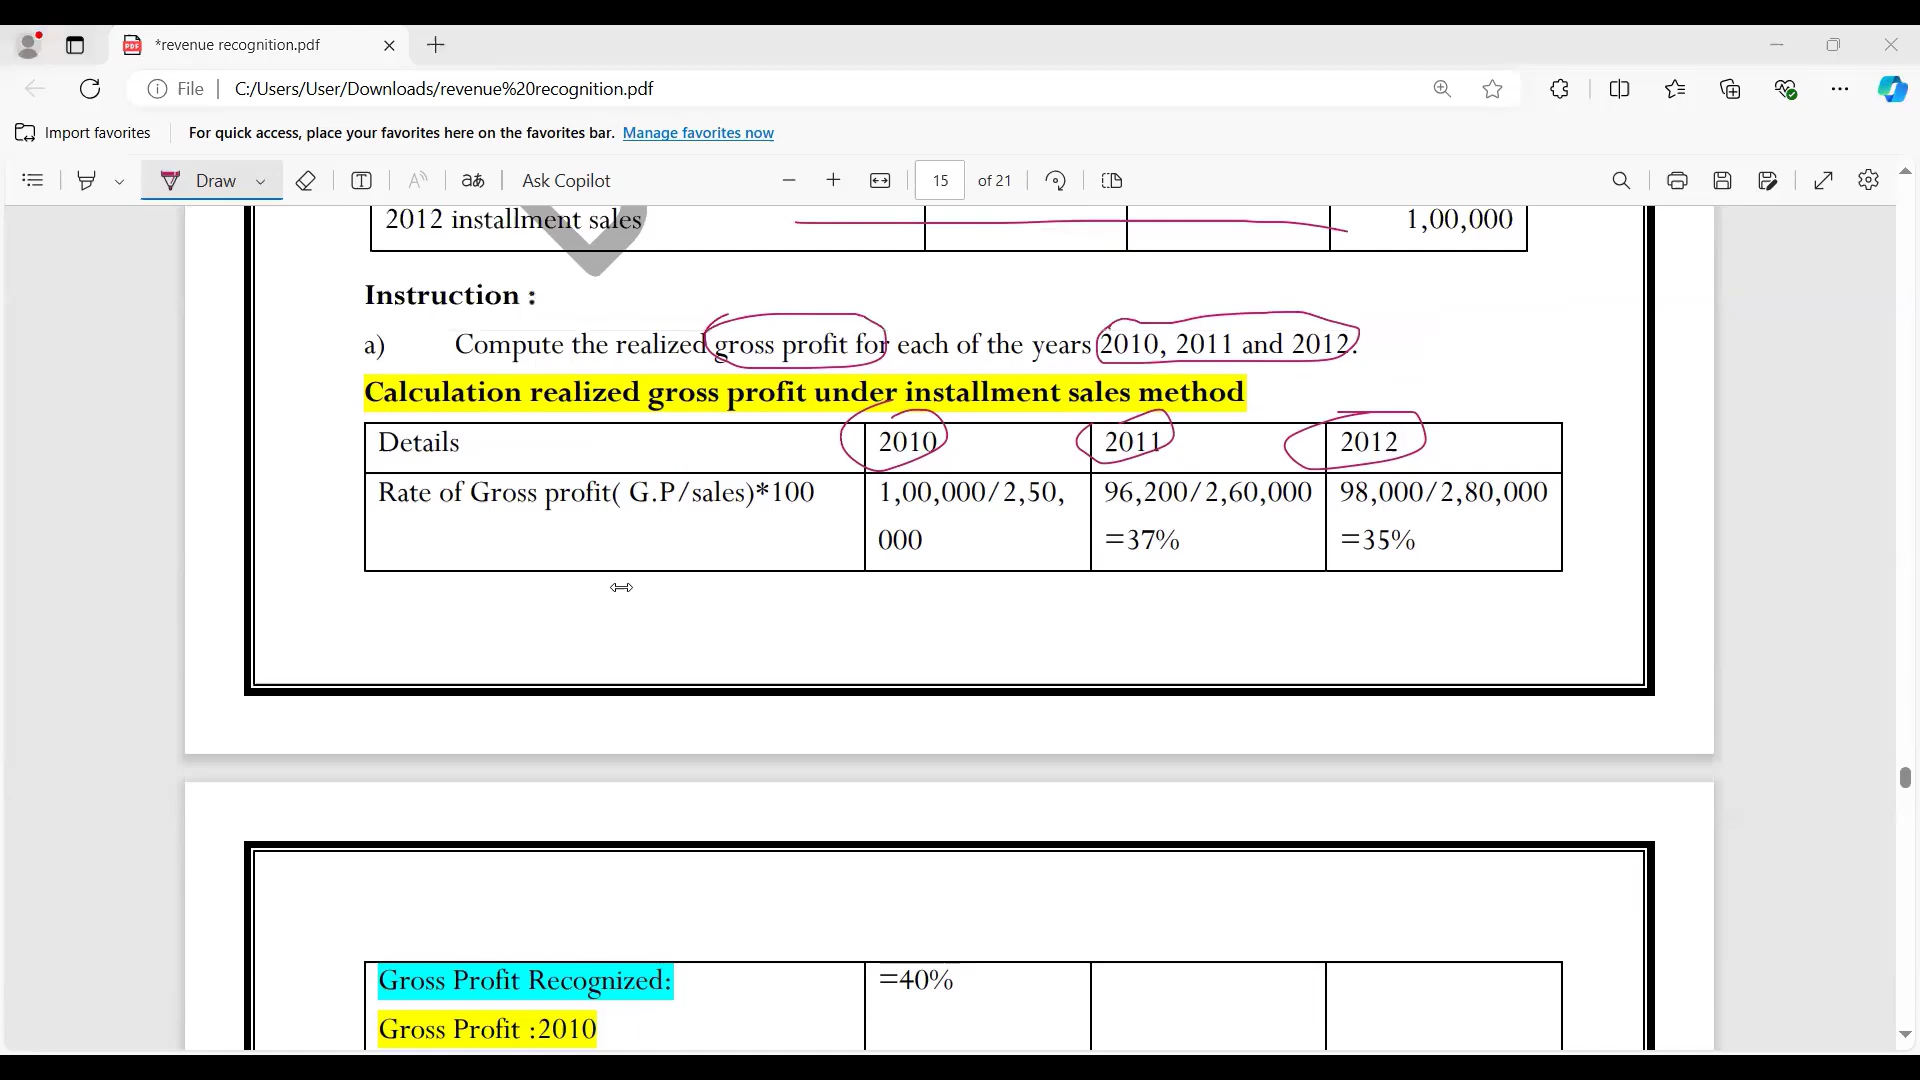 *revenue recognition.pdf
File C:/Users/User/Downloads/revenue%20recognition.pdf
Import favorites For quick access, place your favorites here on the favorites bar. Manage favorites now
Draw aあ Ask Copilot 15 of 21
2012 installment sales 1,00,000
Instruction :
a) Compute the realized gross profit for each of the years 2010, 2011 and 2012.
Calculation realized gross profit under installment sales method
Details 2010 2011 2012
Rate of Gross profit( G.P/sales)*100 1,00,000/2,50, 96,200/2,60,000 98,000/2,80,000
000 =37% =35%
Gross Profit Recognized: =40%
Gross Profit :2010